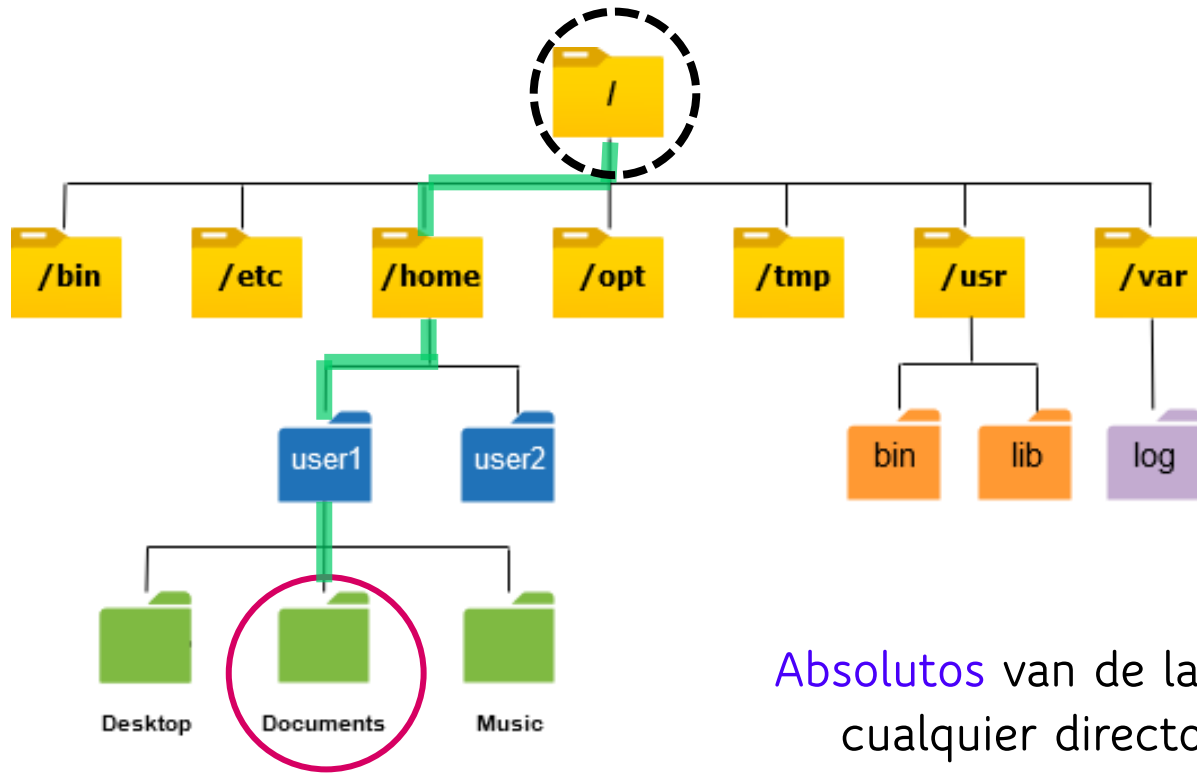 /
/bin /etc /home /opt /tmp /usr /var
user1 user2 bin lib log
Desktop Documents Music
Absolutos van de la
cualquier directo